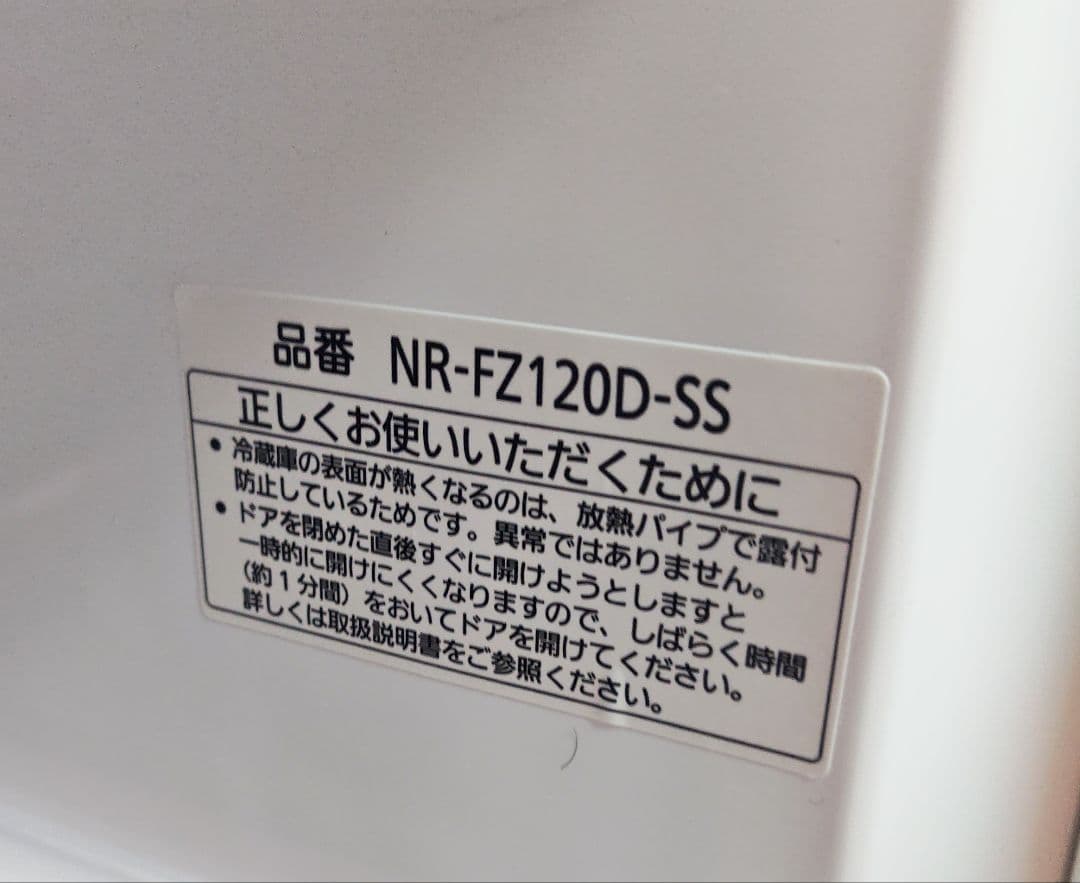 品番 NR-FZ120D-SS
正しくお使いいただくために
• 冷蔵庫の表面が熱くなるのは、放熱パイプで露付
防止しているためです。異常ではありません。
• ドアを閉めた直後すぐに開けようとしますと
一時的に開けにくくなりますので、しばらく時間
（約１分間）をおいてドアを開けてください。
詳しくは取扱説明書をご参照ください。